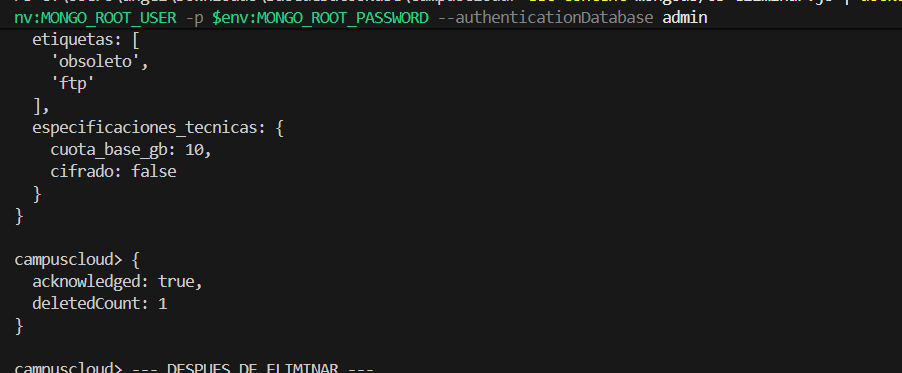 nv:MONGO_ROOT_USER -p $env:MONGO_ROOT_PASSWORD --authenticationDatabase admin
  etiquetas: [
    'obsoleto',
    'ftp'
  ],
  especificaciones_tecnicas: {
    cuota_base_gb: 10,
    cifrado: false
  }
}
campuscloud> {
  acknowledged: true,
  deletedCount: 1
}
campuscloud> --- DESPUES DE ELIMINAR ---